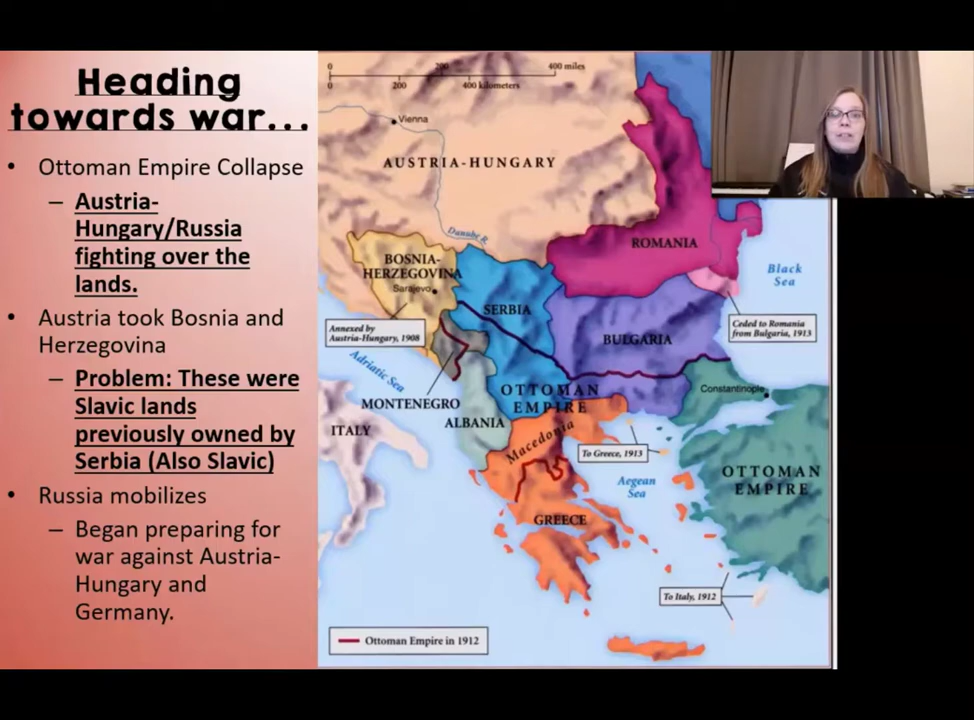 Heading
towards war...
• Ottoman Empire Collapse
– Austria-
Hungary/Russia
fighting over the
lands.
• Austria took Bosnia and
Herzegovina
– Problem: These were
Slavic lands
previously owned by
Serbia (Also Slavic)
• Russia mobilizes
– Began preparing for
war against Austria-
Hungary and
Germany.
0 200 400 miles
0 200 400 kilometers
Vienna
AUSTRIA-HUNGARY
Danube R.
ROMANIA
BOSNIA-
HERZEGOVINA
Sarajevo
Black
Sea
SERBIA
Annexed by
Austria-Hungary, 1908
BULGARIA
Ceded to Romania
from Bulgaria, 1913
Adriatic Sea
MONTENEGRO
OTTOMAN
EMPIRE
Constantinople
ITALY
ALBANIA
Macedonia
To Greece, 1913
Aegean
Sea
OTTOMAN
EMPIRE
GREECE
To Italy, 1912
Ottoman Empire in 1912